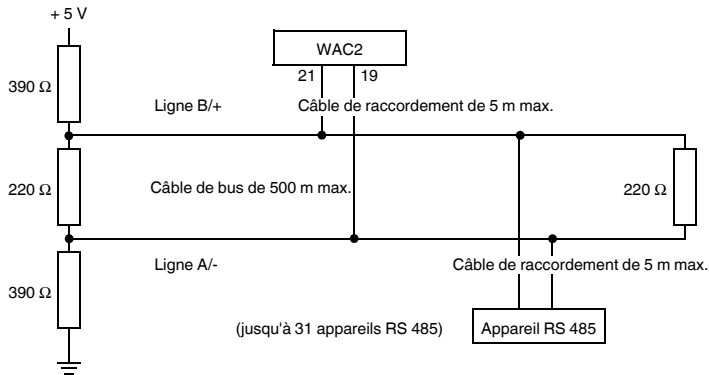 + 5 V
WAC2
21
19
390 Ω
Ligne B/+
Câble de raccordement de 5 m max.
220 Ω
Câble de bus de 500 m max.
220 Ω
Ligne A/-
Câble de raccordement de 5 m max.
390 Ω
(jusqu'à 31 appareils RS 485)
Appareil RS 485